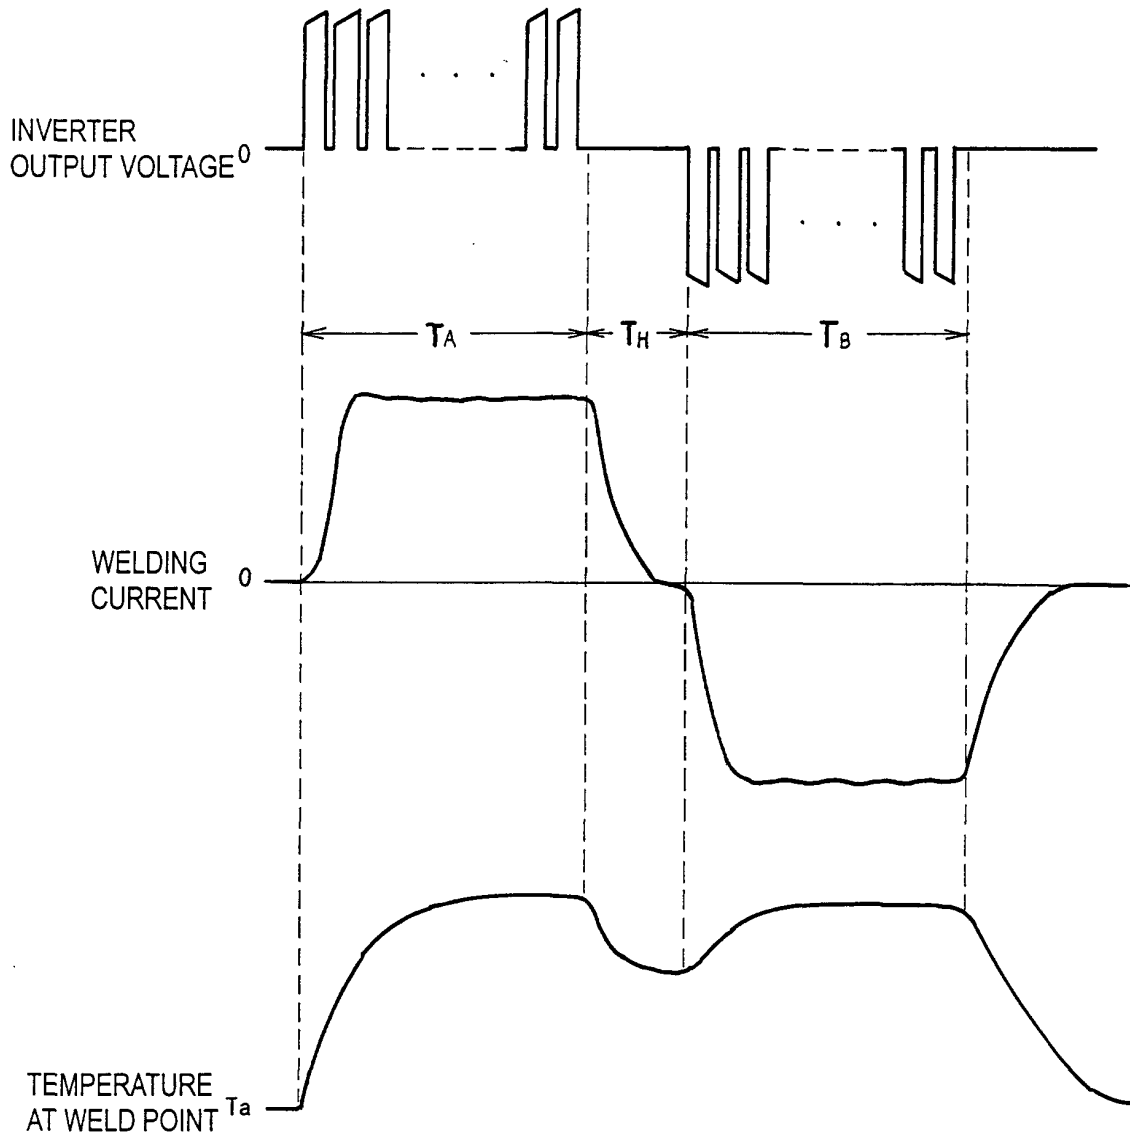 INVERTER
OUTPUT VOLTAGE 0
. . .
. . .
TA TH TB
WELDING
CURRENT
0
TEMPERATURE
AT WELD POINT
Ta